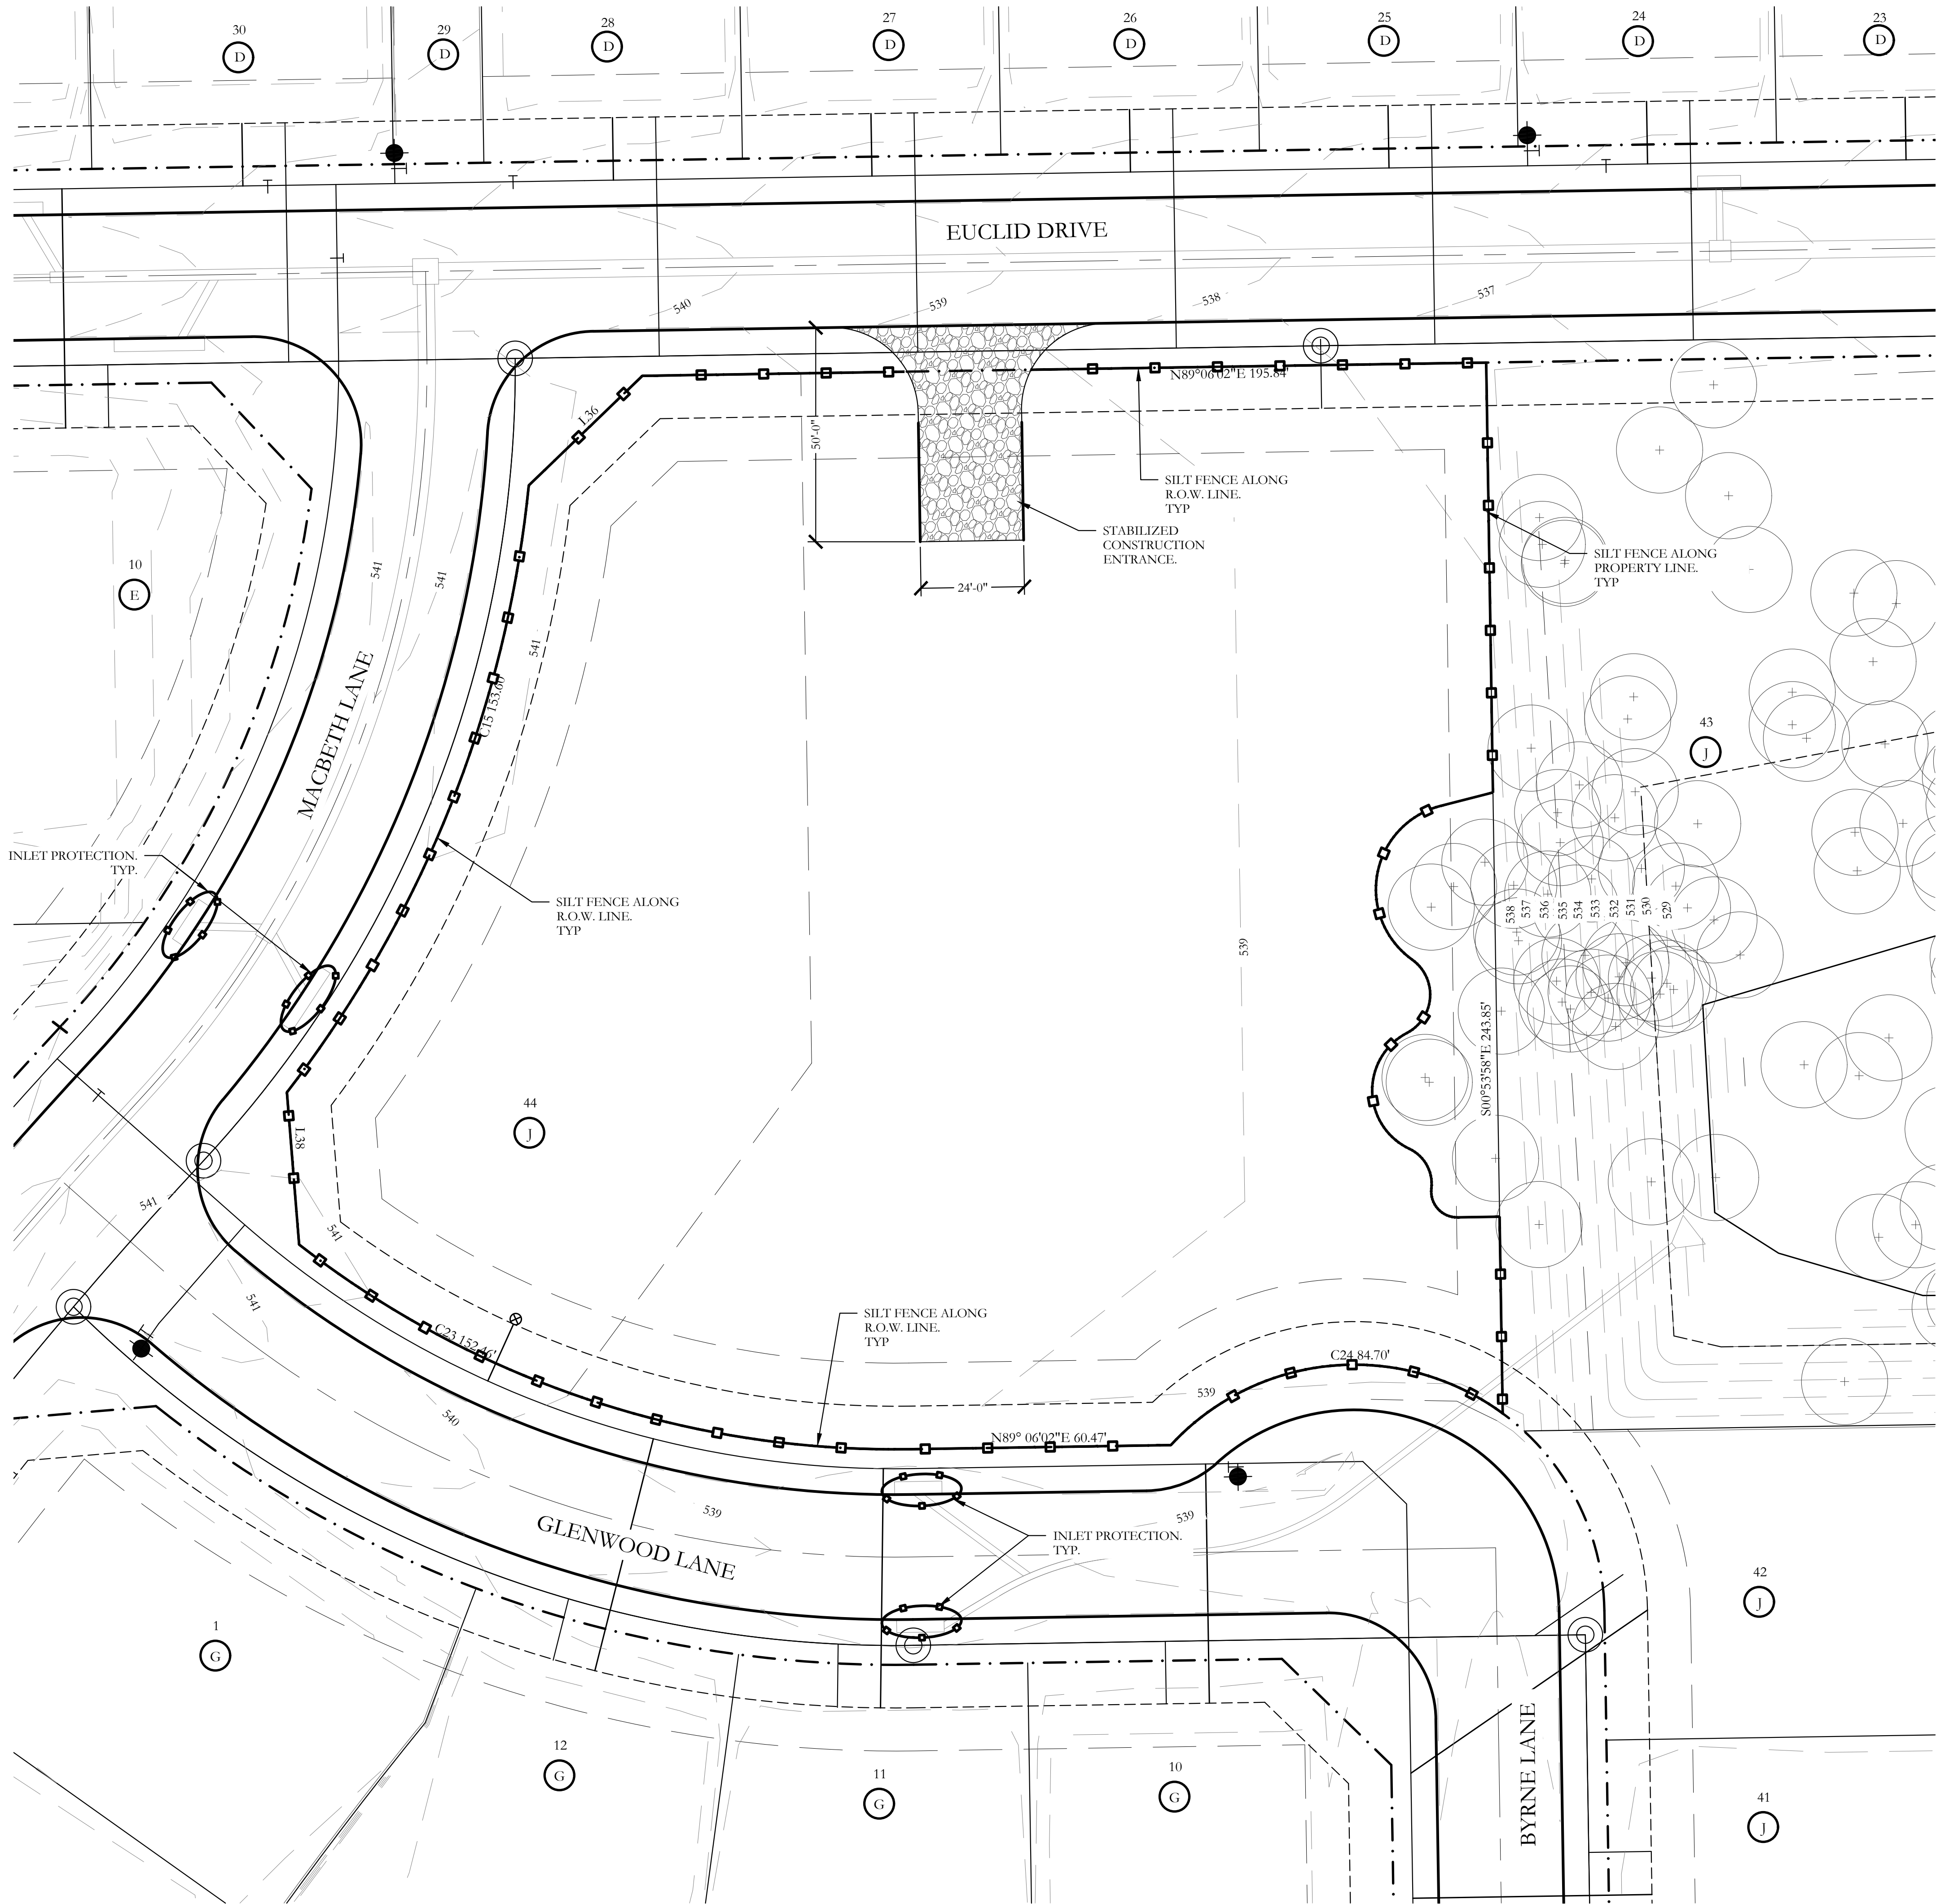 30
D
29
D
28
D
27
D
26
D
25
D
24
D
23
D
EUCLID DRIVE
540
539
538
537
N89°06'02"E 195.84'
L36
50'-0"
SILT FENCE ALONG
R.O.W. LINE.
TYP
STABILIZED
CONSTRUCTION
ENTRANCE.
24'-0"
SILT FENCE ALONG
PROPERTY LINE.
TYP
10
E
541
541
541
MACBETH LANE
C15 153.60'
43
J
INLET PROTECTION.
TYP.
SILT FENCE ALONG
R.O.W. LINE.
TYP
538
537
536
535
534
533
532
531
530
529
539
S00°53'58"E 243.85'
44
J
L38
541
541
541
SILT FENCE ALONG
R.O.W. LINE.
TYP
C23 152.46'
C24 84.70'
539
540
N89° 06'02"E 60.47'
539
539
GLENWOOD LANE
INLET PROTECTION.
TYP.
42
J
1
G
12
G
11
G
10
G
BYRNE LANE
41
J